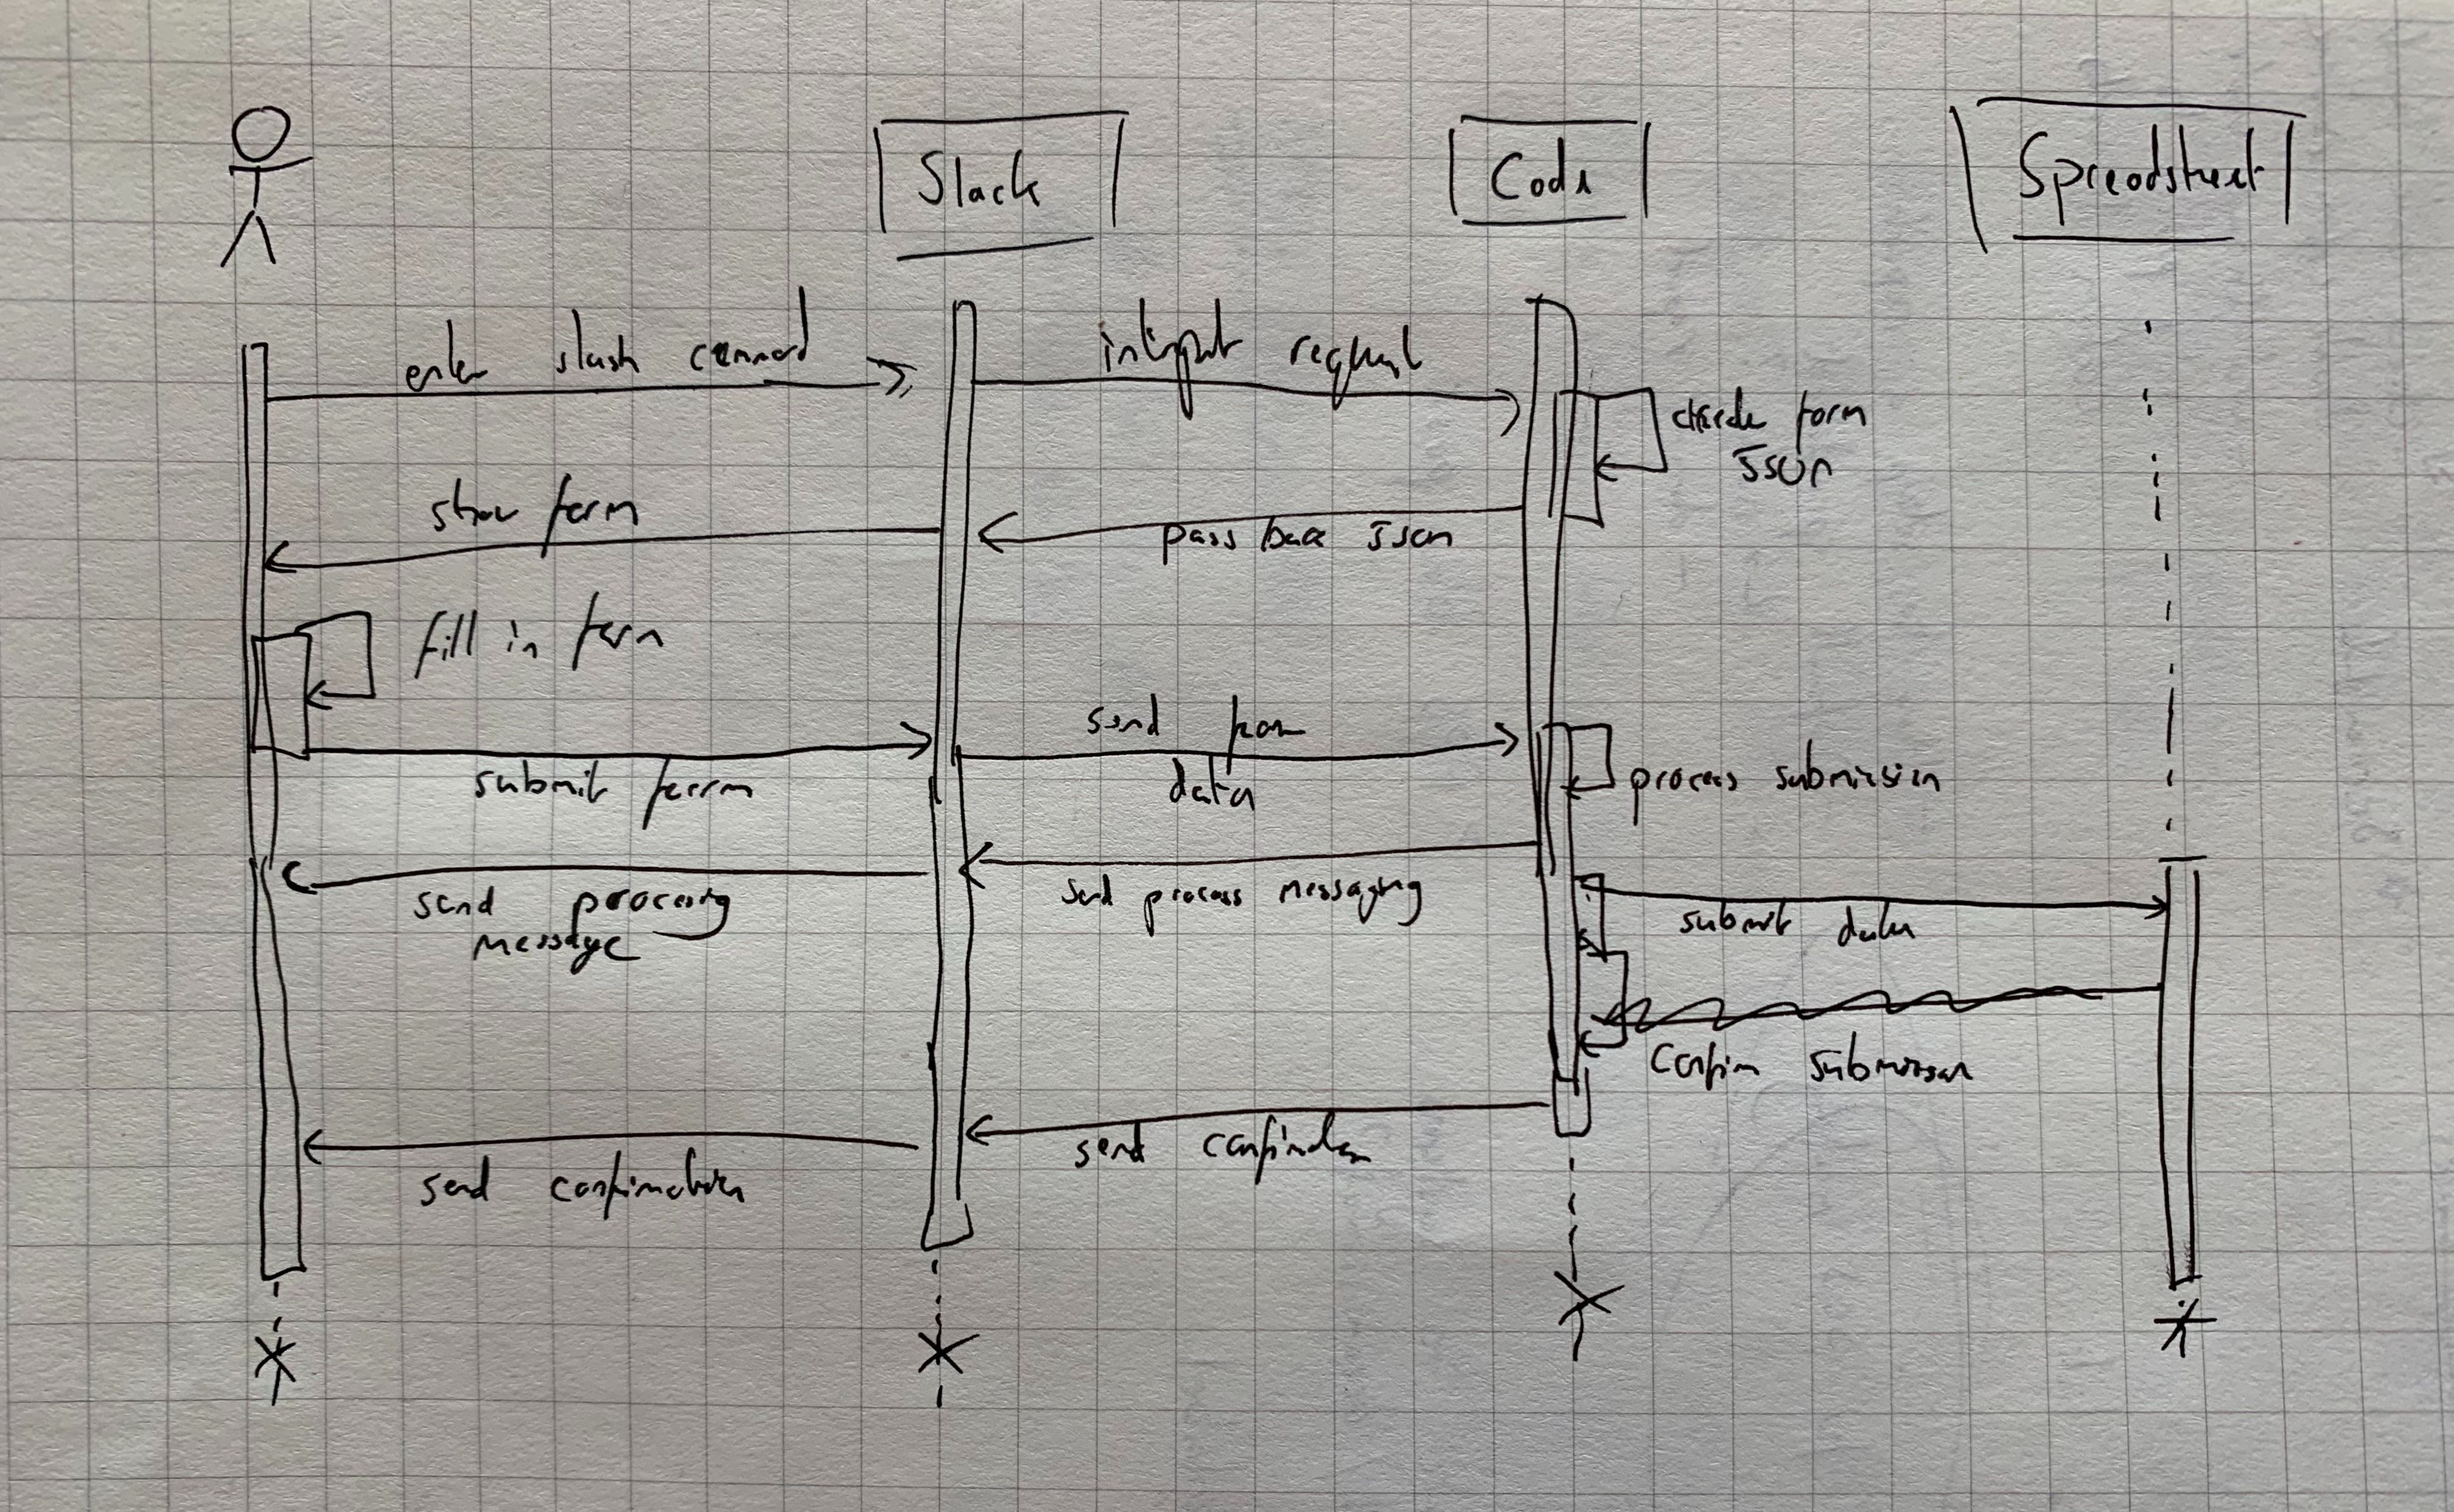 Slack
Code
Spreadsheet
enter slash command
request
form
JSON
show form
pass back JSON
fill in form
send form
data
submit form
process submission
send process messaging
send processing
message
submit data
confirm submission
send confirmation
send confirmation